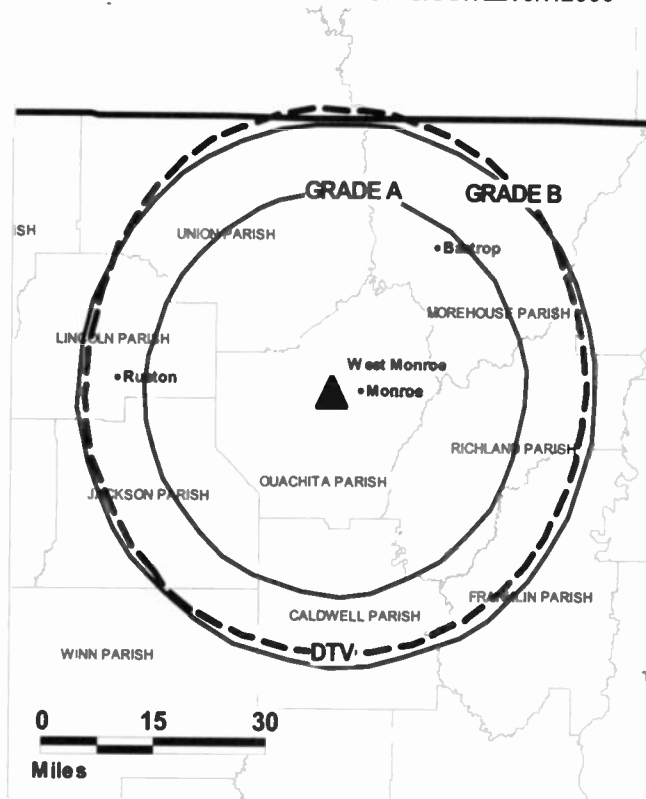 GRADE A
GRADE B
ISH
UNION PARISH
Bastrop
MOREHOUSE PARISH
LINCOLN PARISH
West Monroe
Ruston
Monroe
RICHLAND PARISH
OUACHITA PARISH
JACKSON PARISH
FRANKLIN PARISH
CALDWELL PARISH
DTV
WINN PARISH
0 15 30
Miles